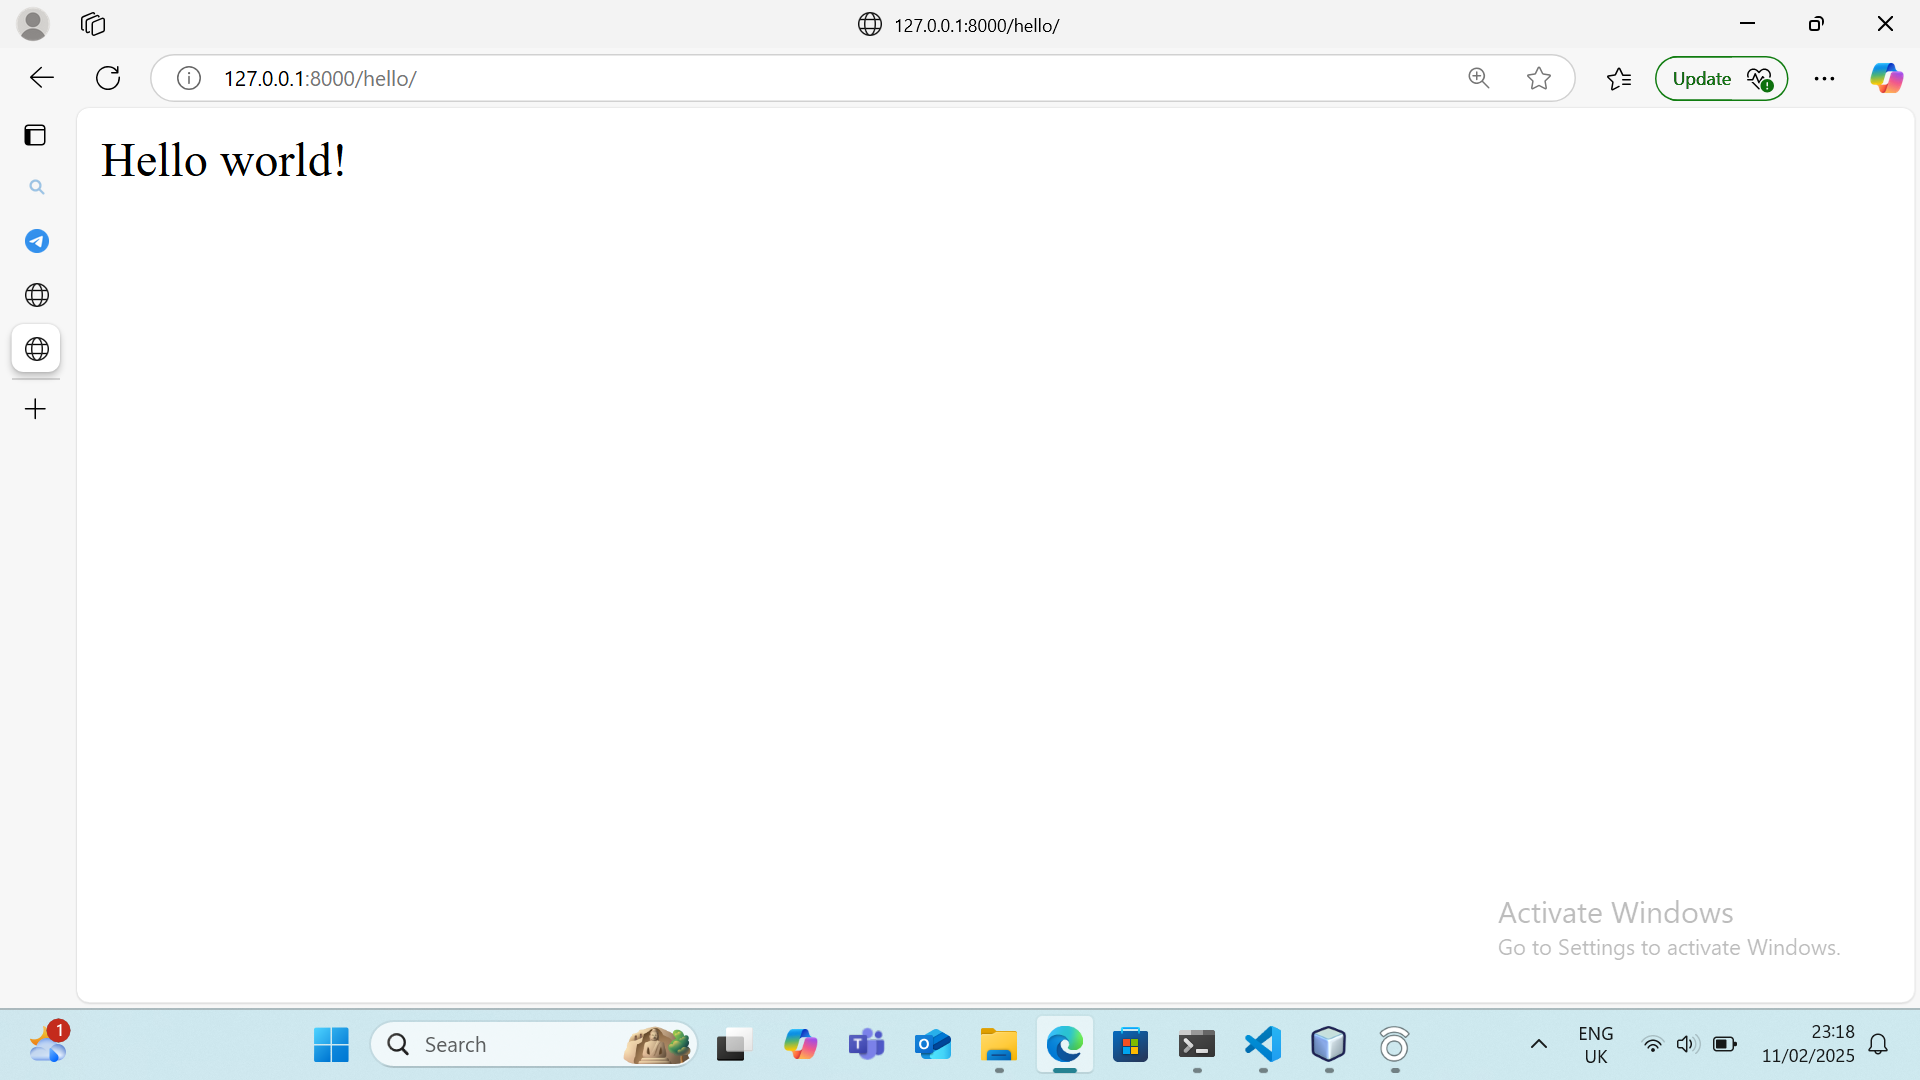 127.0.0.1:8000/hello/
127.0.0.1:8000/hello/
Update
Hello world!
Activate Windows
Go to Settings to activate Windows.
1
Search
ENG
UK
23:18
11/02/2025